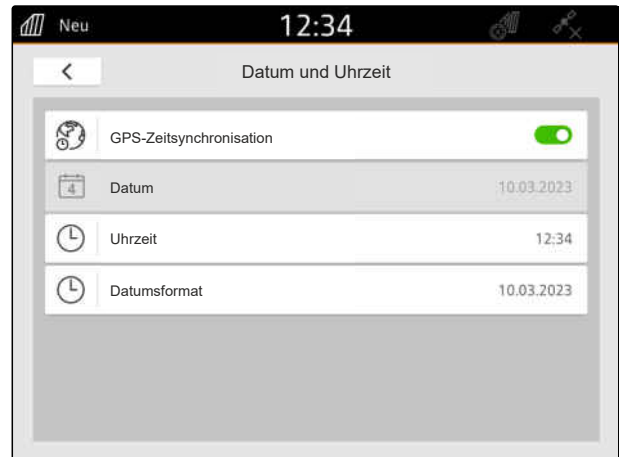 Neu 12:34
Datum und Uhrzeit
GPS-Zeitsynchronisation
4
Datum 10.03.2023
Uhrzeit 12:34
Datumsformat 10.03.2023